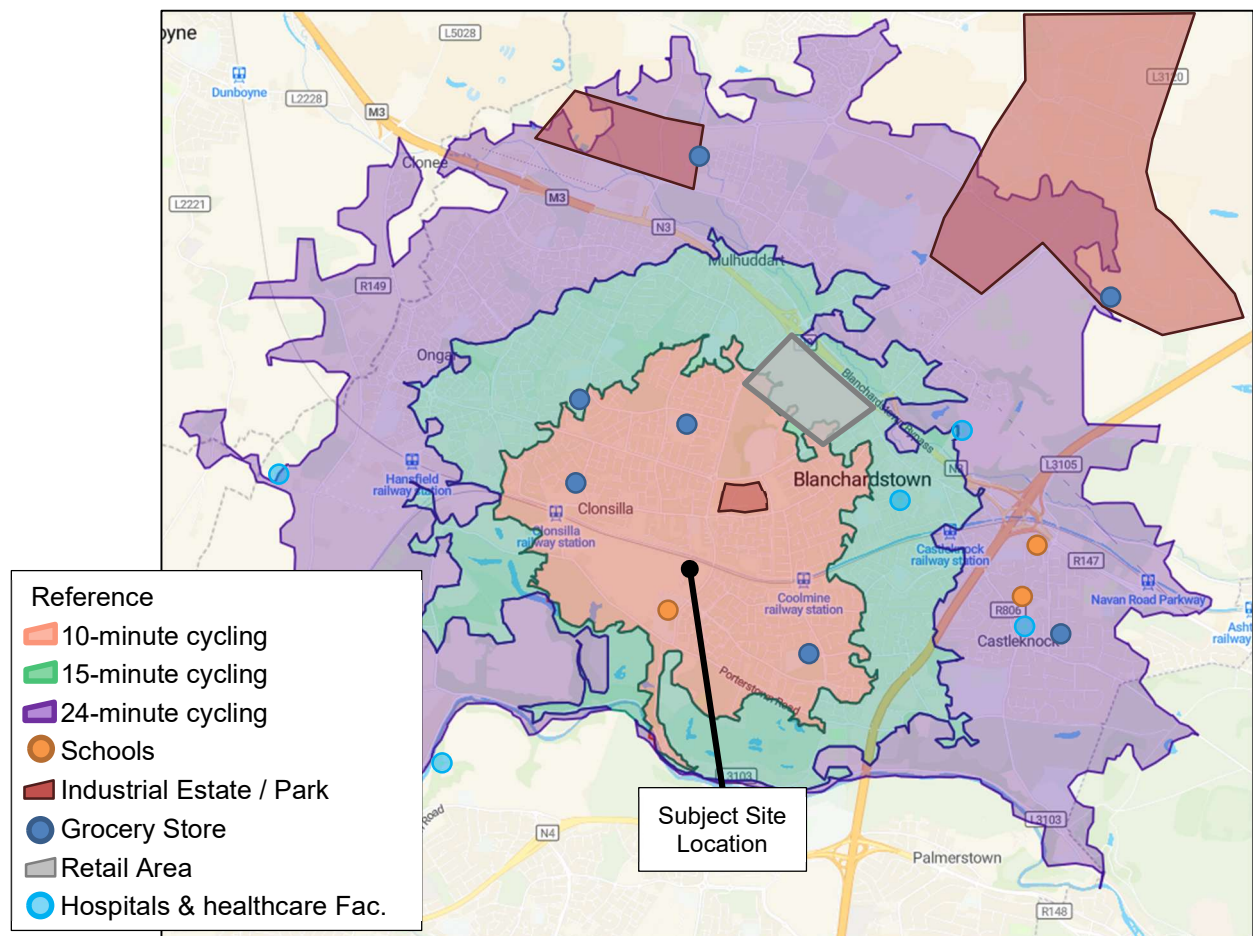 oyne
L5028
L3120
Dunboyne
L2228
M3
Clonee
M3
L2221
N3
Mulhuddart
R149
Ongar
Blanchardstown Bypass
N3
L3105
Hansfield
railway station
Blanchardstown
Clonsilla
Clonsilla
railway station
Castleknock
railway station
Coolmine
railway station
R147
Navan Road Parkway
R806
Castleknock
Porterstown Road
L3103
L3103
N4
Palmerstown
R148
Reference
10-minute cycling
15-minute cycling
24-minute cycling
Schools
Industrial Estate / Park
Grocery Store
Retail Area
Hospitals & healthcare Fac.
Subject Site
Location